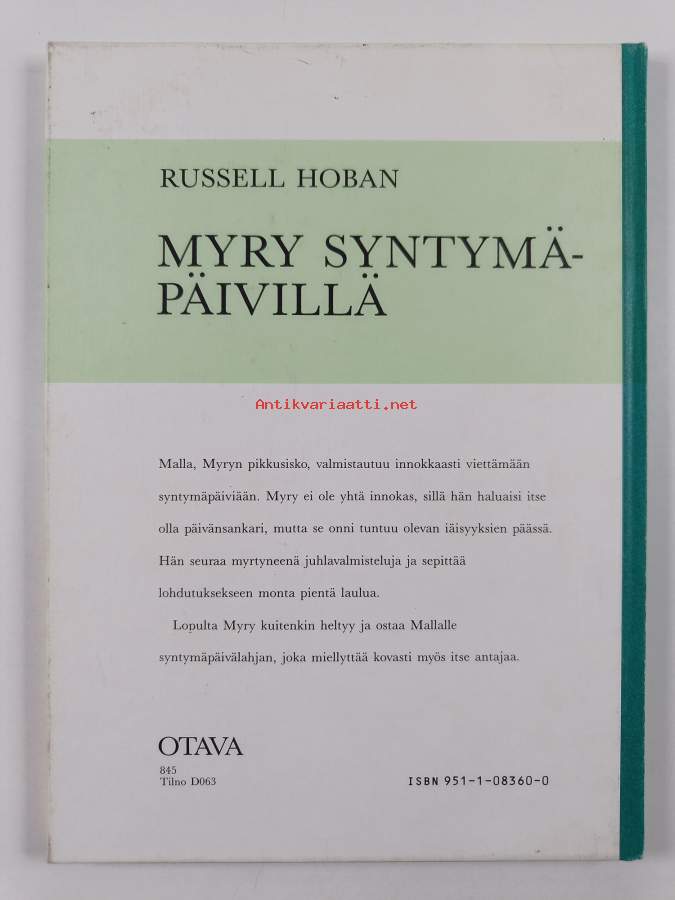 RUSSELL HOBAN
MYRY SYNTYMÄ-
PÄIVILLÄ
Antikvariaatti.net
Malla, Myryn pikkusisko, valmistautuu innokkaasti viettämään
syntymäpäiviään. Myry ei ole yhtä innokas, sillä hän haluaisi itse
olla päivänsankari, mutta se onni tuntuu olevan iäisyyksien päässä.
Hän seuraa myrtyneenä juhlavalmisteluja ja sepittää
lohdutuksekseen monta pientä laulua.
Lopulta Myry kuitenkin heltyy ja ostaa Mallalle
syntymäpäivälahjan, joka miellyttää kovasti myös itse antajaa.
OTAVA
845
Tilno D063
ISBN 951-1-08360-0